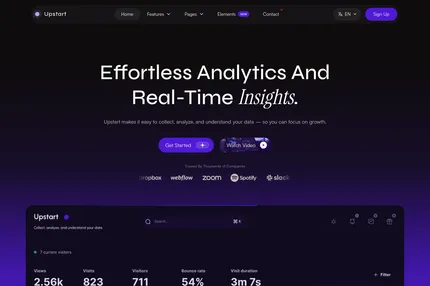 Upstart
Home Features Pages Elements NEW Contact
EN Sign Up
Effortless Analytics And
Real-Time Insights.
Upstart makes it easy to collect, analyze, and understand your data — so you can focus on growth.
Get Started Watch Video
Trusted By Thousands of Companies
ropbox webflow zoom Spotify slack
Upstart
Search...
Collect, analyze, and understand your data
7 current visitors
Views Visits Visitors Bounce rate Visit duration
2.56k 823 711 54% 3m 7s
+ Filter